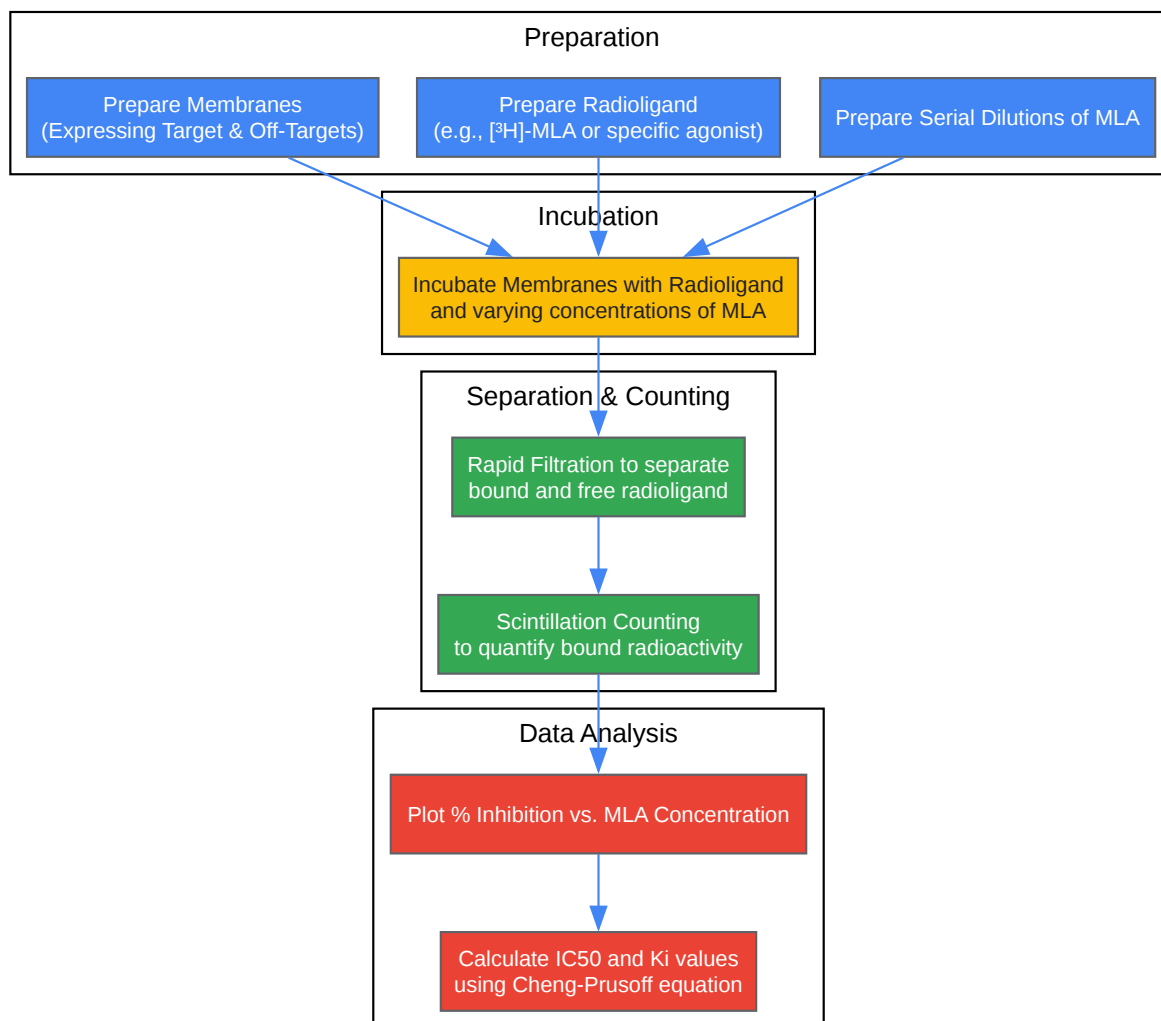 Preparation
Prepare Membranes
(Expressing Target & Off-Targets)
Prepare Radioligand
(e.g., [³H]-MLA or specific agonist)
Prepare Serial Dilutions of MLA
Incubation
Incubate Membranes with Radioligand
and varying concentrations of MLA
Separation & Counting
Rapid Filtration to separate
bound and free radioligand
Scintillation Counting
to quantify bound radioactivity
Data Analysis
Plot % Inhibition vs. MLA Concentration
Calculate IC50 and Ki values
using Cheng-Prusoff equation